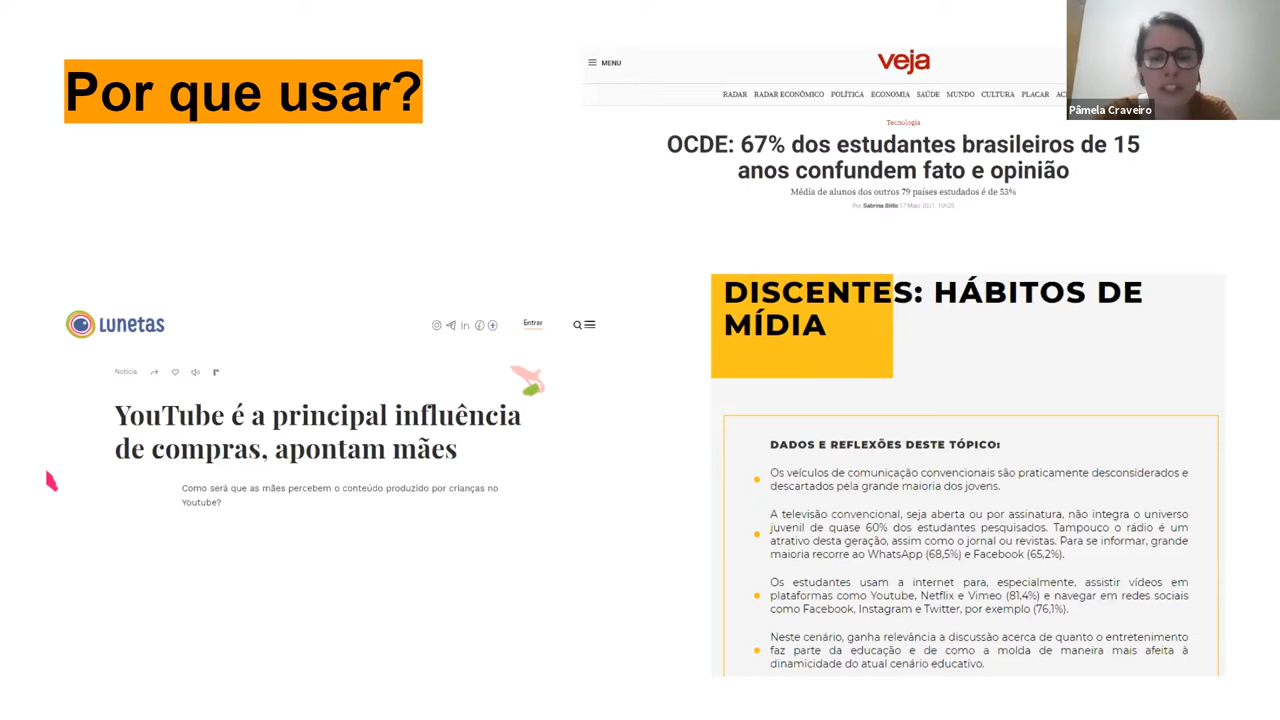 Por que usar?
MENU
veja
RADAR RADAR ECONÔMICO POLÍTICA ECONOMIA SAÚDE MUNDO CULTURA PLACAR
Pâmela Craveiro
Tecnologia
OCDE: 67% dos estudantes brasileiros de 15
anos confundem fato e opinião
Média de alunos dos outros 79 países estudados é de 53%
Por Sabrina Brito 17 Maio 2021, 10h25
LUNETAS
Entrar
Notícia
YouTube é a principal influência
de compras, apontam mães
Como será que as mães percebem o conteúdo produzido por crianças no
Youtube?
DISCENTES: HÁBITOS DE
MÍDIA
DADOS E REFLEXÕES DESTE TÓPICO:
Os veículos de comunicação convencionais são praticamente desconsiderados e
descartados pela grande maioria dos jovens.
A televisão convencional, seja aberta ou por assinatura, não integra o universo
juvenil de quase 60% dos estudantes pesquisados. Tampouco o rádio é um
atrativo desta geração, assim como o jornal ou revistas. Para se informar, grande
maioria recorre ao WhatsApp (68,5%) e Facebook (65,2%).
Os estudantes usam a internet para, especialmente, assistir vídeos em
plataformas como Youtube, Netflix e Vimeo (81,4%) e navegar em redes sociais
como Facebook, Instagram e Twitter, por exemplo (76,1%).
Neste cenário, ganha relevância a discussão acerca de quanto o entretenimento
faz parte da educação e de como a molda de maneira mais afeita à
dinamicidade do atual cenário educativo.